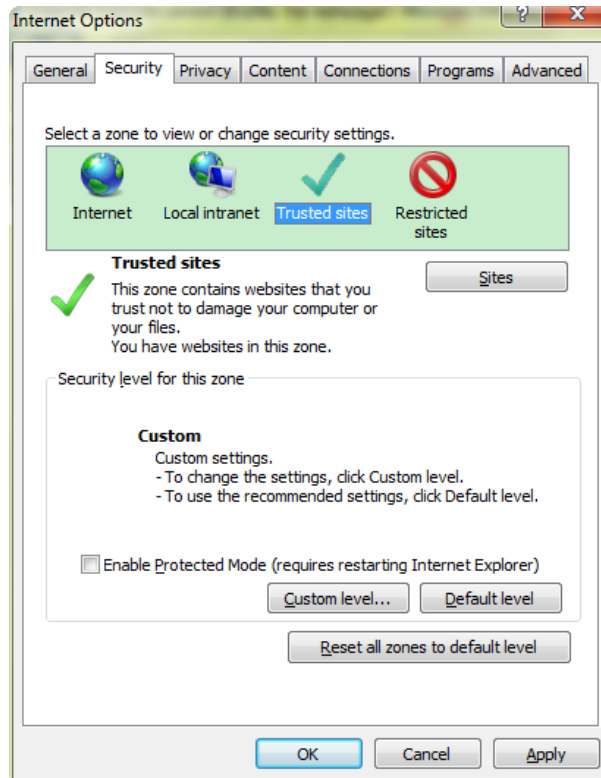 Internet Options
?
General Security Privacy Content Connections Programs Advanced
Select a zone to view or change security settings.
Internet Local intranet Trusted sites Restricted
sites
Trusted sites
Sites
This zone contains websites that you
trust not to damage your computer or
your files.
You have websites in this zone.
Security level for this zone
Custom
Custom settings.
- To change the settings, click Custom level.
- To use the recommended settings, click Default level.
Enable Protected Mode (requires restarting Internet Explorer)
Custom level... Default level
Reset all zones to default level
OK Cancel Apply